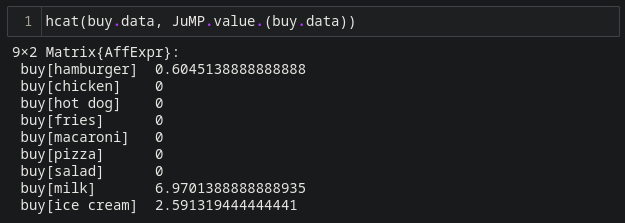 1 hcat(buy.data, JuMP.value.(buy.data))
9×2 Matrix{AffExpr}:
buy[hamburger] 0.6045138888888888
buy[chicken] 0
buy[hot dog] 0
buy[fries] 0
buy[macaroni] 0
buy[pizza] 0
buy[salad] 0
buy[milk] 6.9701388888888935
buy[ice cream] 2.591319444444441